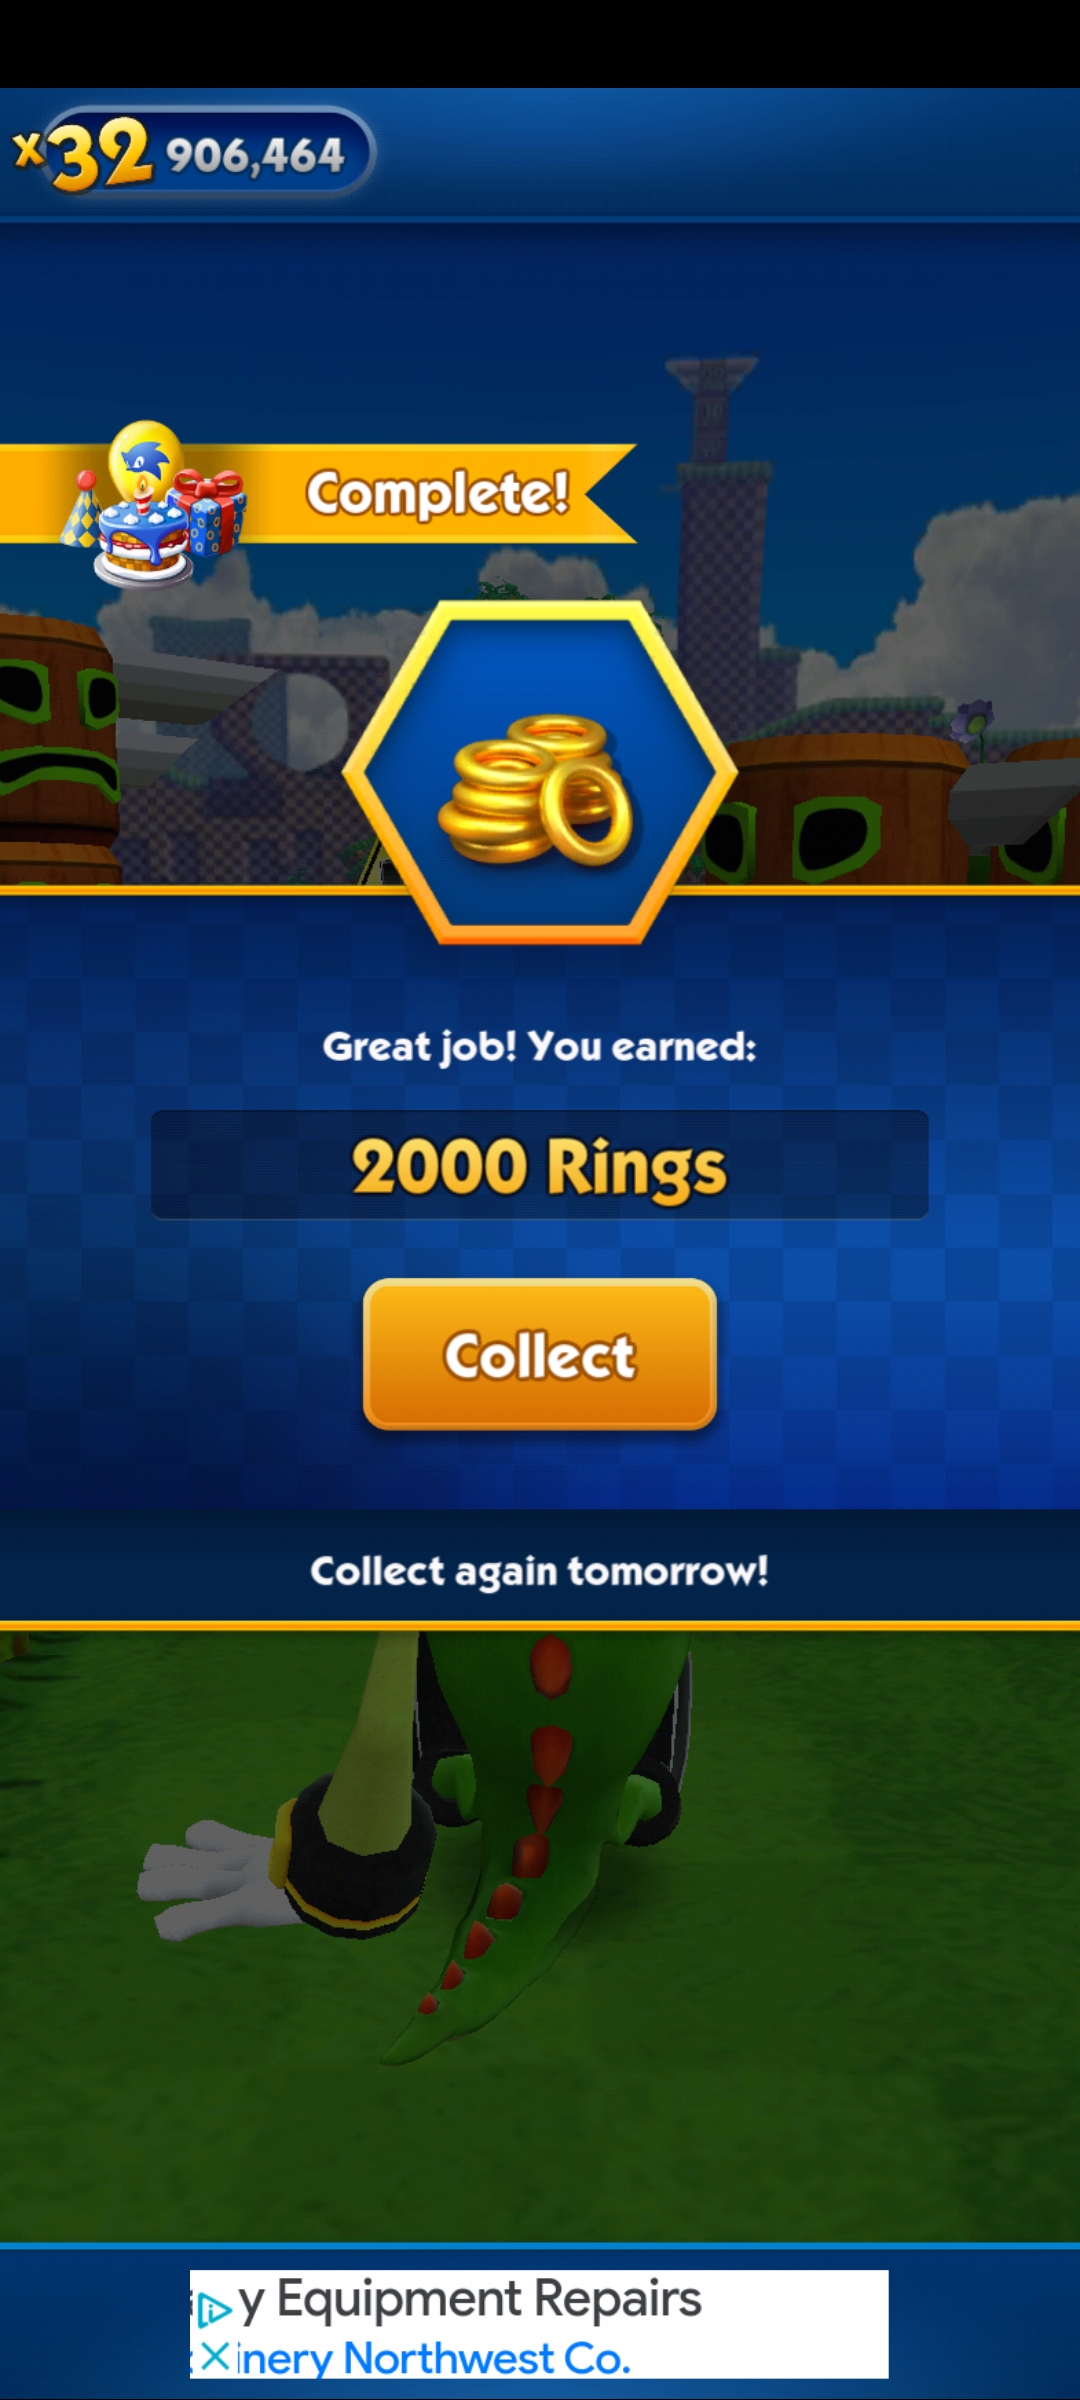 x32 906,464
Complete!
Great job! You earned:
2000 Rings
Collect
Collect again tomorrow!
y Equipment Repairs
inery Northwest Co.